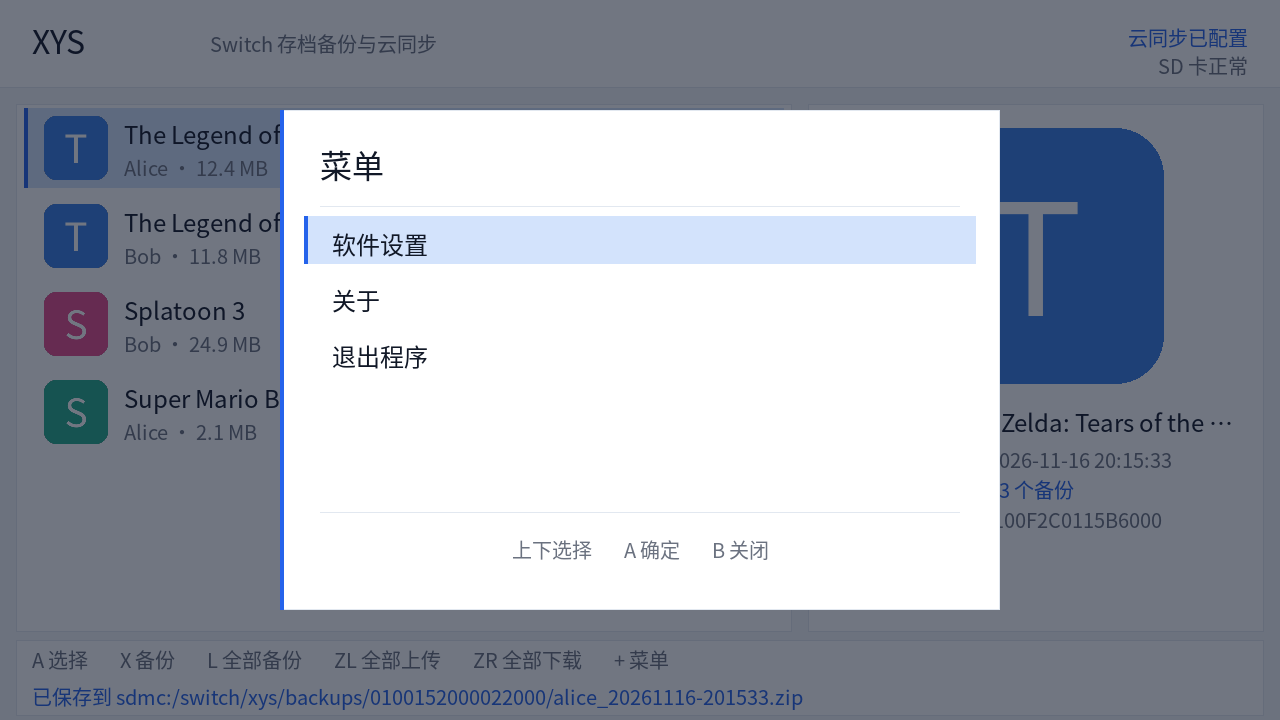 XYS
Switch 存档备份与云同步
云同步已配置
SD 卡正常
T
The Legend of
Alice · 12.4 MB
T
The Legend of
Bob · 11.8 MB
S
Splatoon 3
Bob · 24.9 MB
S
Super Mario B
Alice · 2.1 MB
菜单
软件设置
关于
退出程序
上下选择 A 确定 B 关闭
T
Zelda: Tears of the ···
026-11-16 20:15:33
3 个备份
100F2C0115B6000
A 选择 X 备份 L 全部备份 ZL 全部上传 ZR 全部下载 + 菜单
已保存到 sdmc:/switch/xys/backups/0100152000022000/alice_20261116-201533.zip